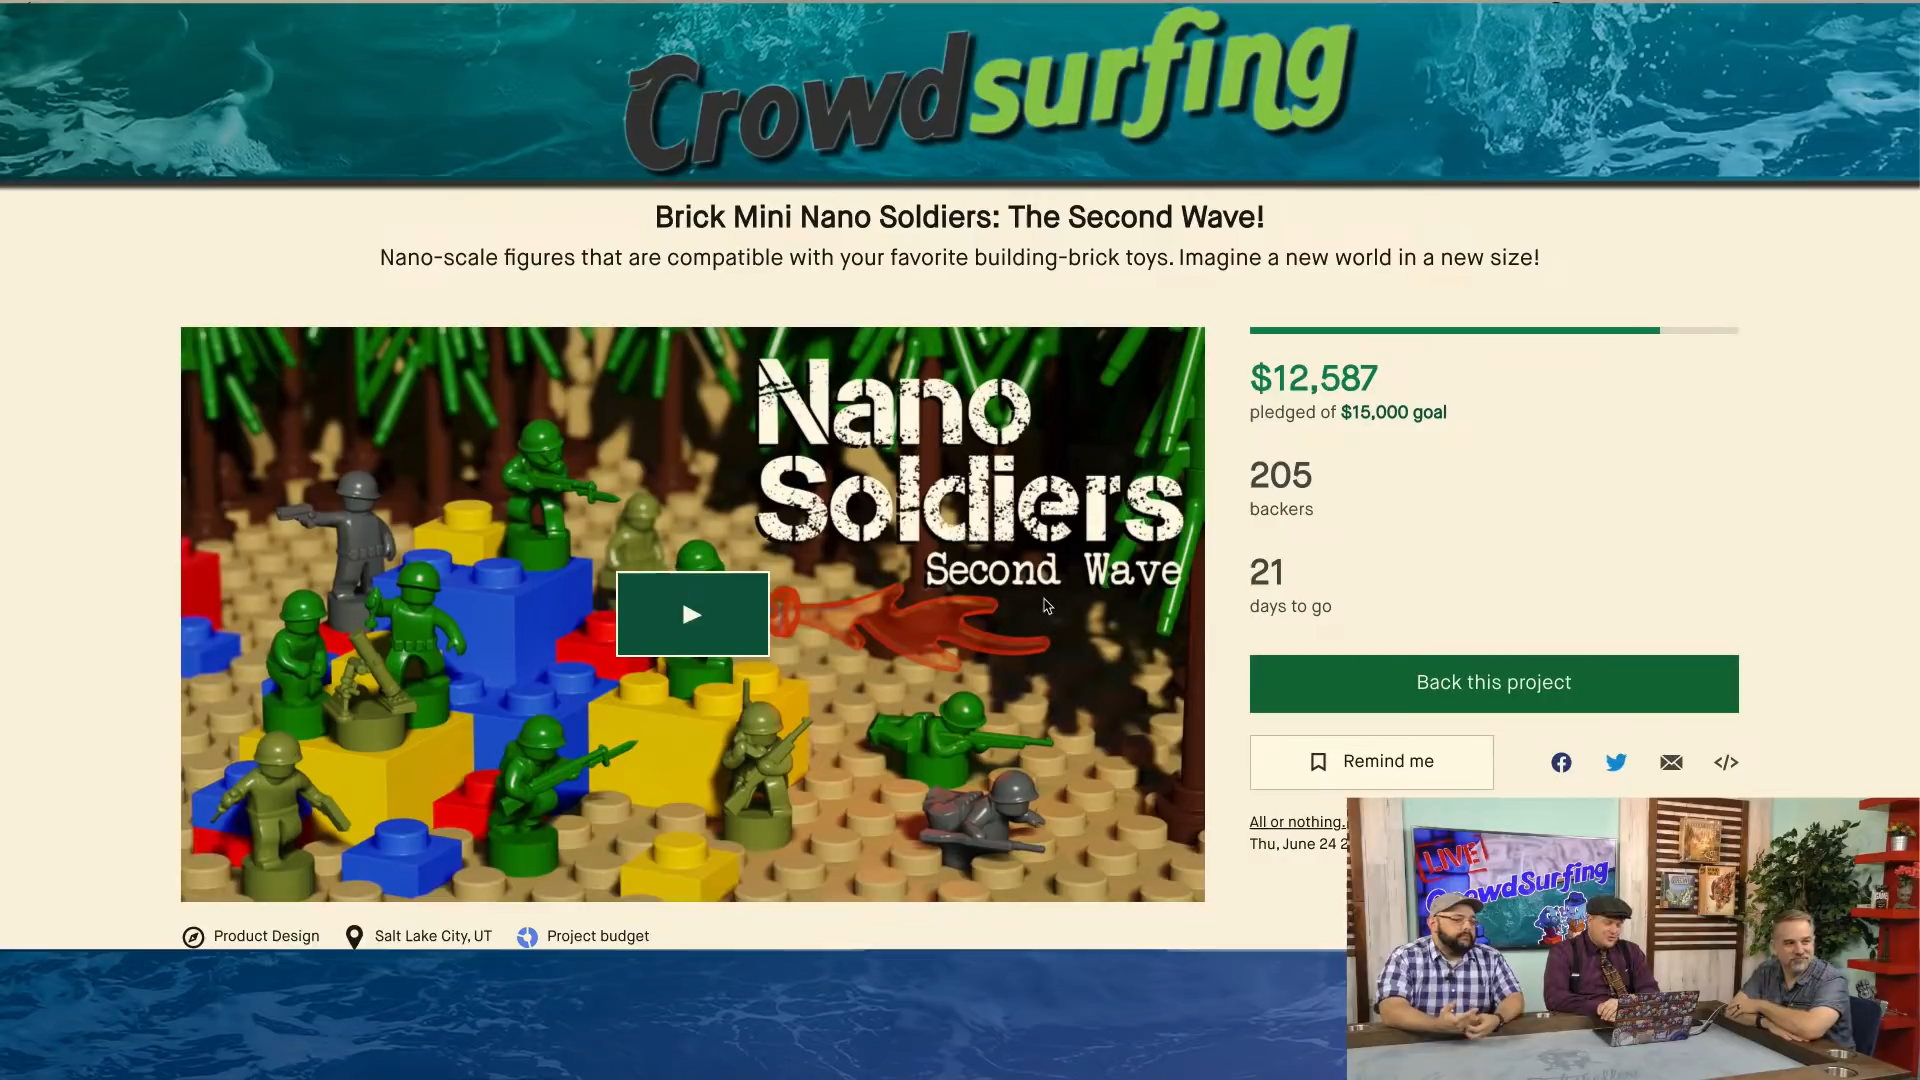 Crowdsurfing
Brick Mini Nano Soldiers: The Second Wave!
Nano-scale figures that are compatible with your favorite building-brick toys. Imagine a new world in a new size!
Nano
Soldiers
Second Wave
$12,587
pledged of $15,000 goal
205
backers
21
days to go
Back this project
Remind me
All or nothing.
Thu, June 24 2
Product Design
Salt Lake City, UT
Project budget
LIVE
CrowdSurfing